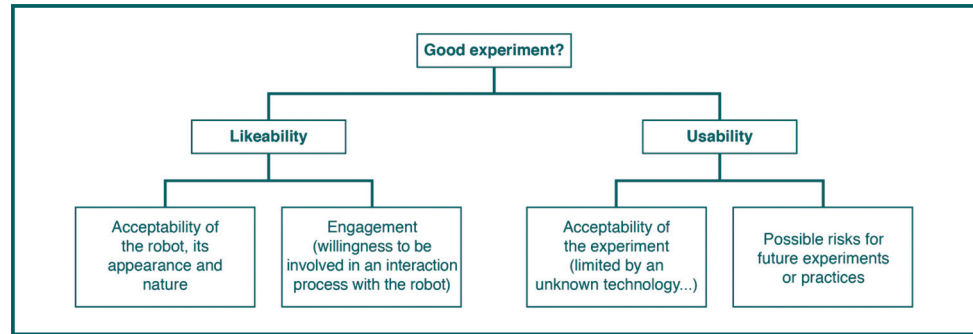 Good experiment?
Likeability
Usability
Acceptability of
the robot, its
appearance and
nature
Engagement
(willingness to be
involved in an interaction
process with the robot)
Acceptability of
the experiment
(limited by an
unknown technology...)
Possible risks for
future experiments
or practices